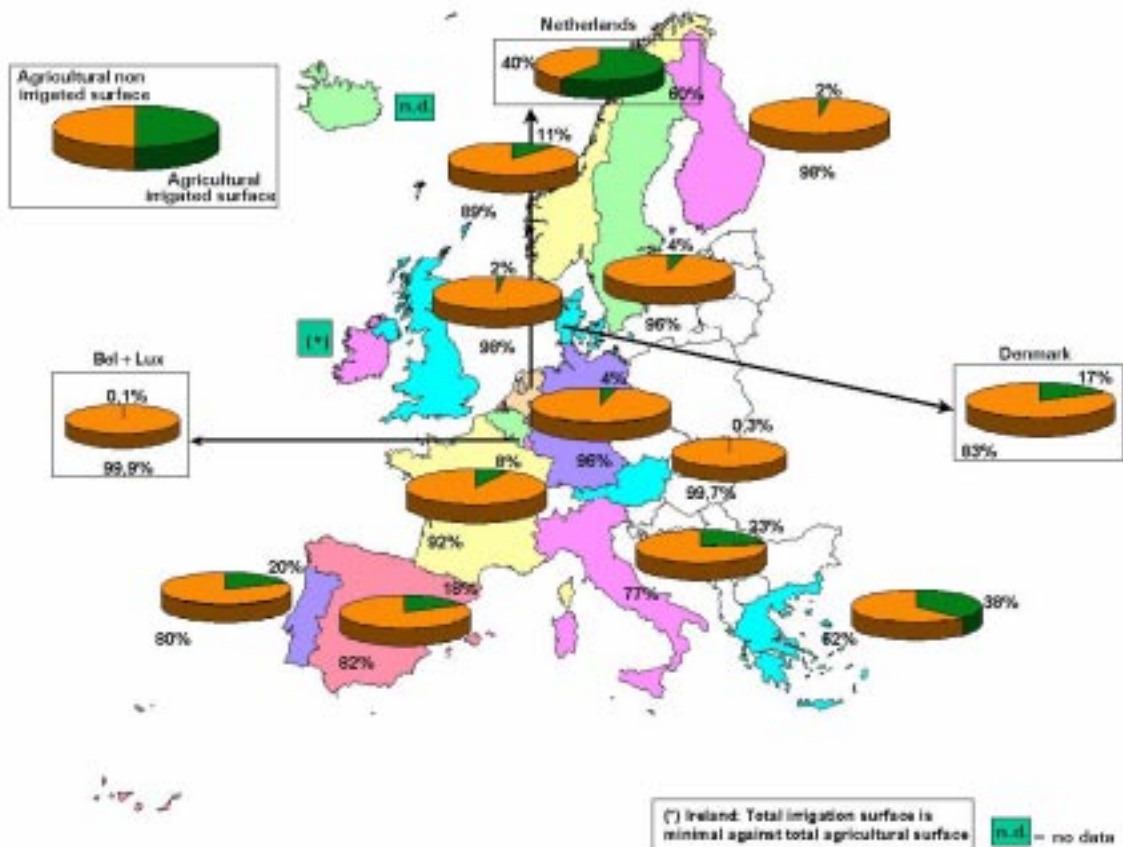 Netherlands
40%
60%
Agricultural non
irrigated surface
Agricultural
irrigated surface
n.d.
2%
98%
11%
89%
4%
96%
2%
98%
(*)
Bel + Lux
0,1%
99,9%
Denmark
17%
83%
4%
96%
0,3%
99,7%
8%
92%
23%
77%
20%
80%
18%
82%
38%
62%
(*) Ireland: Total irrigation surface is
minimal against total agricultural surface
n.d. = no data